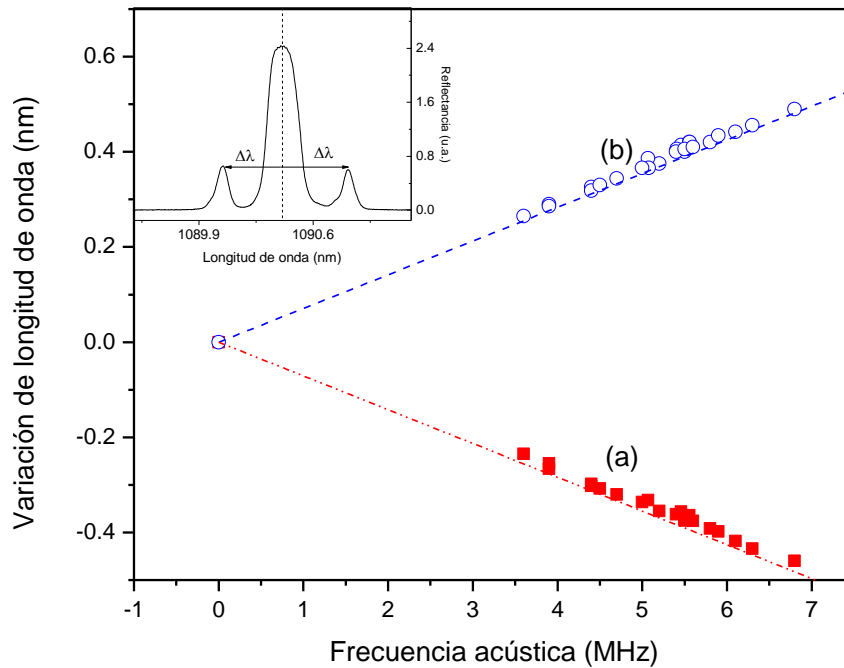 0.6
0.4
0.2
0.0
-0.2
-0.4
Variación de longitud de onda (nm)
-1 0 1 2 3 4 5 6 7
Frecuencia acústica (MHz)
(b)
(a)
Δλ Δλ
2.4
1.6
0.8
0.0
Reflectancia (u.a.)
1089.9 1090.6
Longitud de onda (nm)